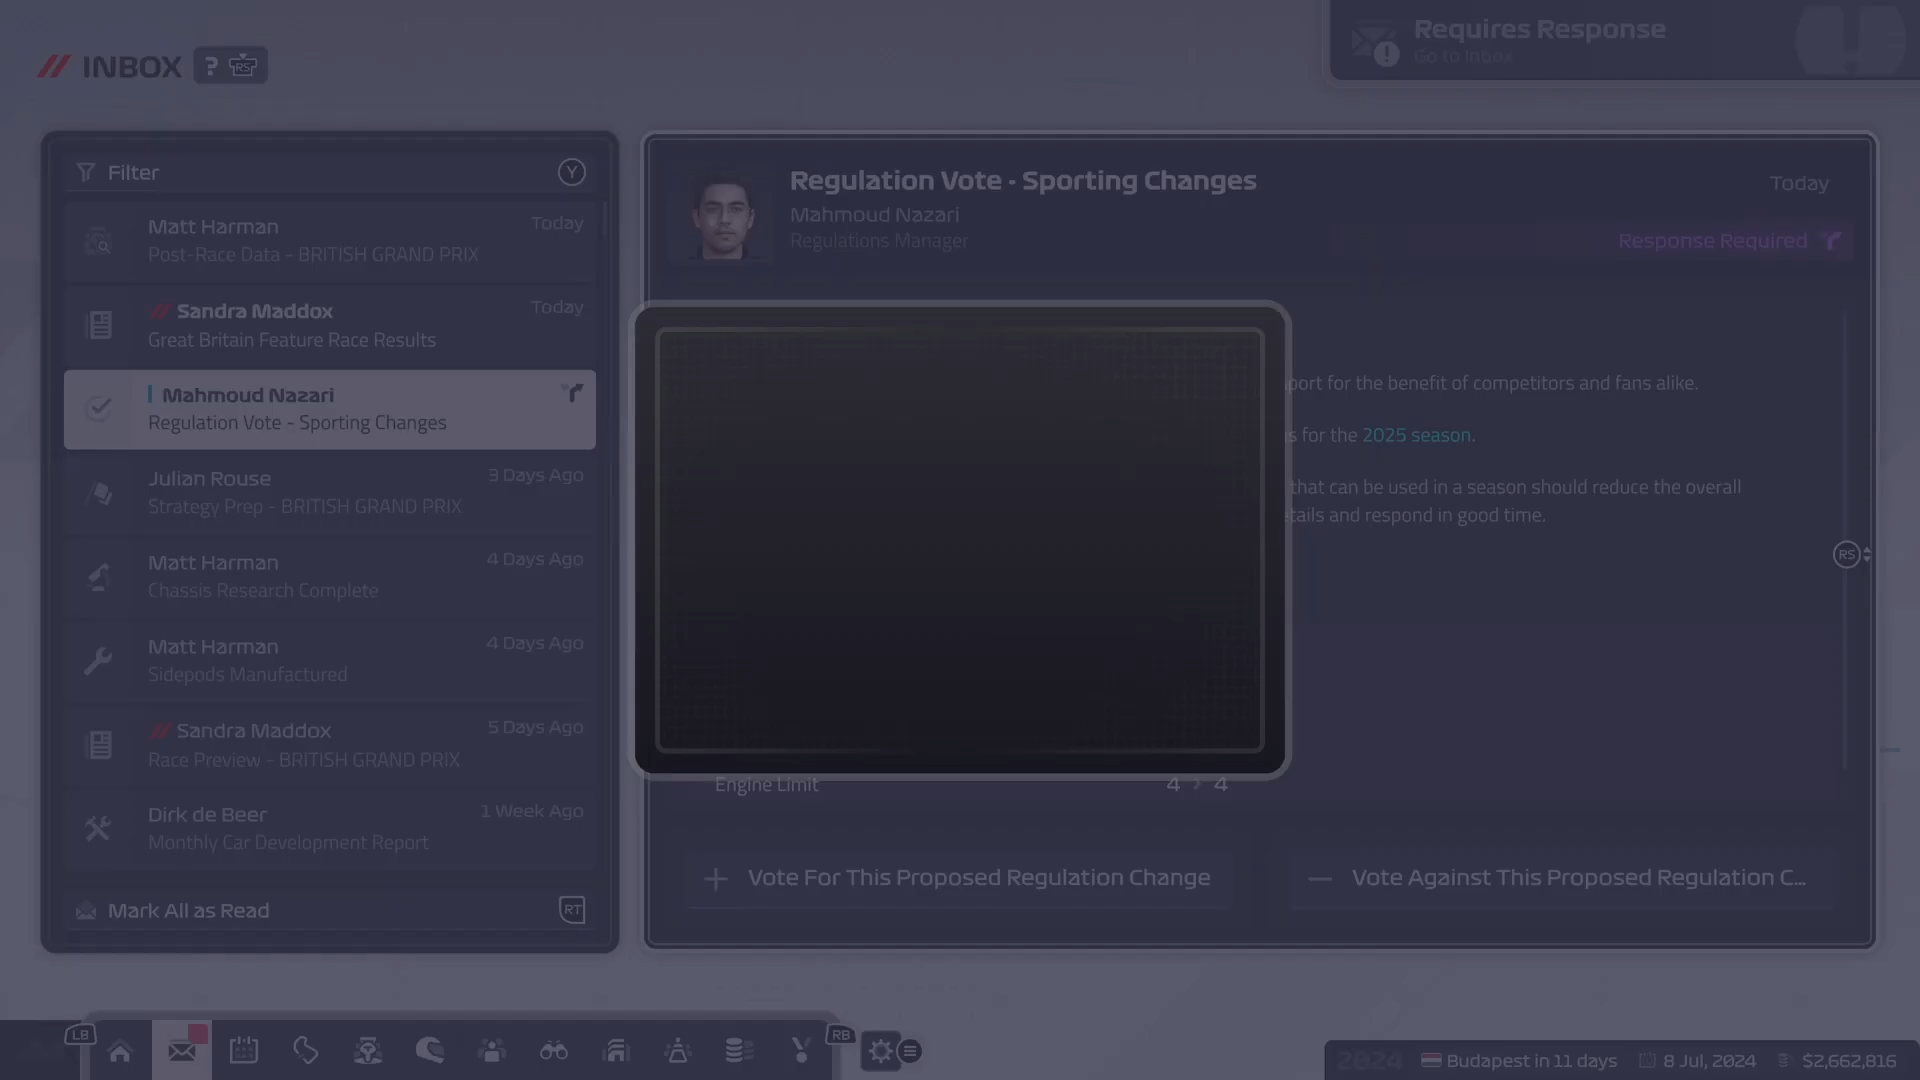 INBOX
?
RS
Requires Response
Go to Inbox
Filter
Y
Matt Harman
Today
Post-Race Data - BRITISH GRAND PRIX
Sandra Maddox
Today
Great Britain Feature Race Results
Mahmoud Nazari
Regulation Vote - Sporting Changes
Julian Rouse
3 Days Ago
Strategy Prep - BRITISH GRAND PRIX
Matt Harman
4 Days Ago
Chassis Research Complete
Matt Harman
4 Days Ago
Sidepods Manufactured
Sandra Maddox
5 Days Ago
Race Preview - BRITISH GRAND PRIX
Dirk de Beer
1 Week Ago
Monthly Car Development Report
Mark All as Read
RT
Regulation Vote - Sporting Changes
Today
Mahmoud Nazari
Regulations Manager
Response Required
port for the benefit of competitors and fans alike.
s for the 2025 season.
that can be used in a season should reduce the overall
tails and respond in good time.
RS
Engine Limit
4 > 4
Vote For This Proposed Regulation Change
Vote Against This Proposed Regulation C...
LB
RB
2024
Budapest in 11 days
8 Jul, 2024
$2,662,816